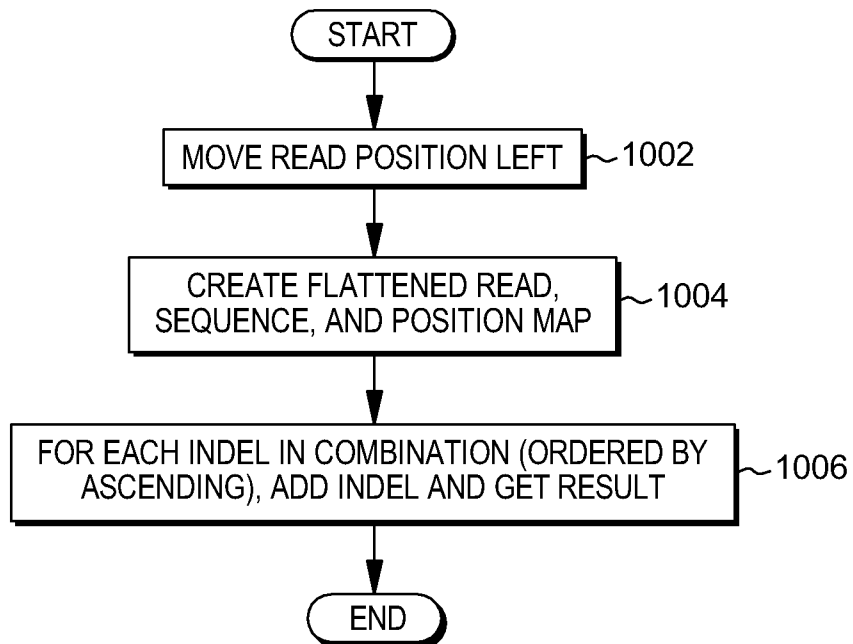 START
MOVE READ POSITION LEFT
1002
CREATE FLATTENED READ,
SEQUENCE, AND POSITION MAP
1004
FOR EACH INDEL IN COMBINATION (ORDERED BY
ASCENDING), ADD INDEL AND GET RESULT
1006
END